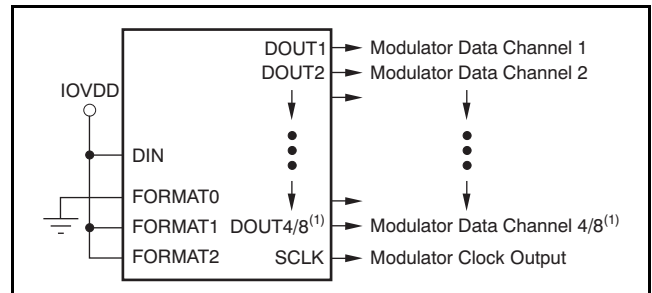 DOUT1 Modulator Data Channel 1
DOUT2 Modulator Data Channel 2
IOVDD
DIN
FORMAT0
FORMAT1 DOUT4/8(1) Modulator Data Channel 4/8(1)
FORMAT2 SCLK Modulator Clock Output